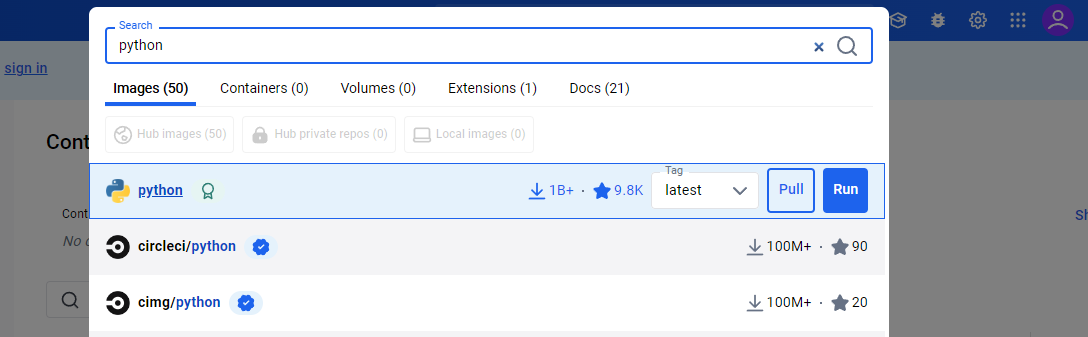 Search
python
sign in
Images (50) Containers (0) Volumes (0) Extensions (1) Docs (21)
Hub images (50) Hub private repos (0) Local images (0)
Cont
python 1B+ · 9.8K Tag latest Pull Run
Cont
Sh
No c
circleci/python 100M+ · 90
cimg/python 100M+ · 20